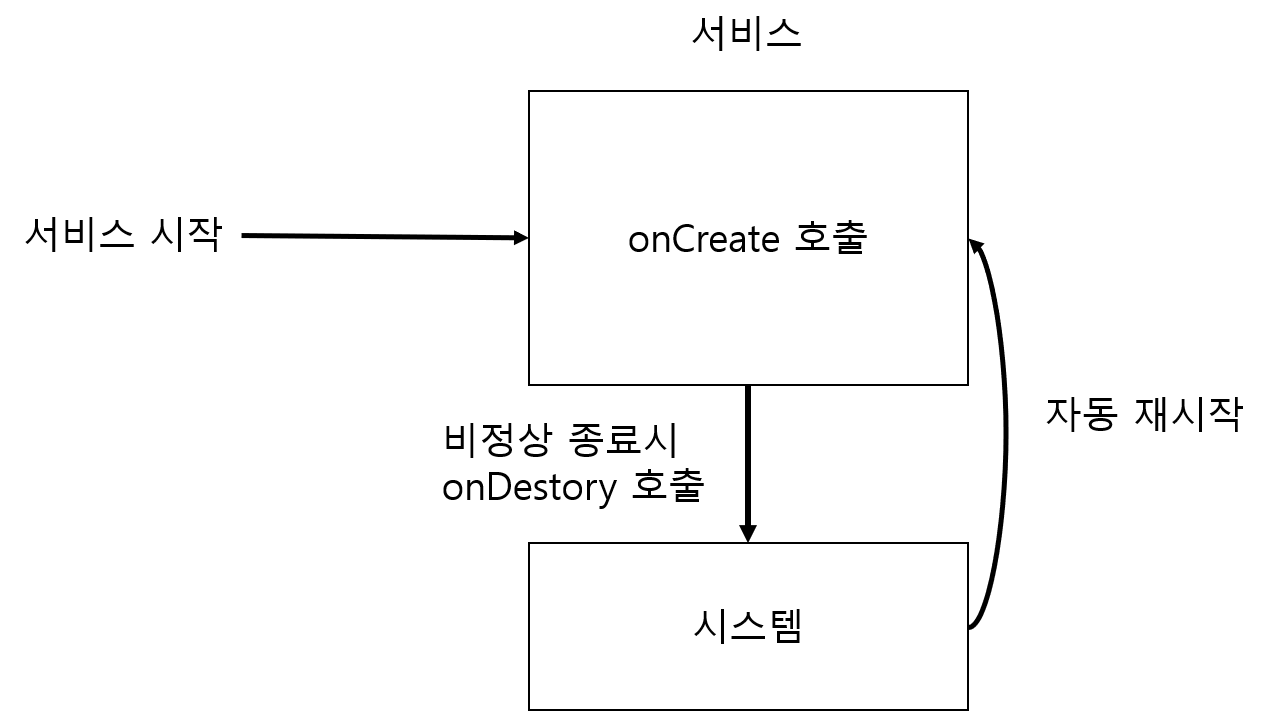 서비스
서비스 시작
onCreate 호출
비정상 종료시
onDestory 호출
자동 재시작
시스템